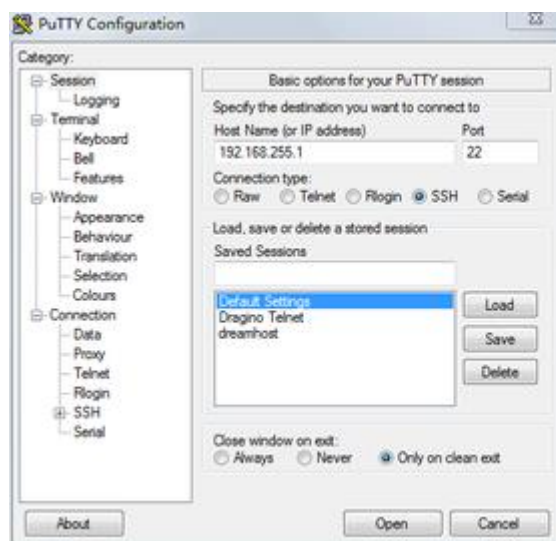 PuTTY Configuration
Category:
Session
Logging
Terminal
Keyboard
Bell
Features
Window
Appearance
Behaviour
Translation
Selection
Colours
Connection
Data
Proxy
Telnet
Rlogin
SSH
Serial
Basic options for your PuTTY session
Specify the destination you want to connect to
Host Name (or IP address) Port
192.168.255.1 22
Connection type:
Raw Telnet Rlogin SSH Serial
Load, save or delete a stored session
Saved Sessions
Default Settings
Dragino Telnet
dreamhost
Load
Save
Delete
Close window on exit:
Always Never Only on clean exit
About Open Cancel